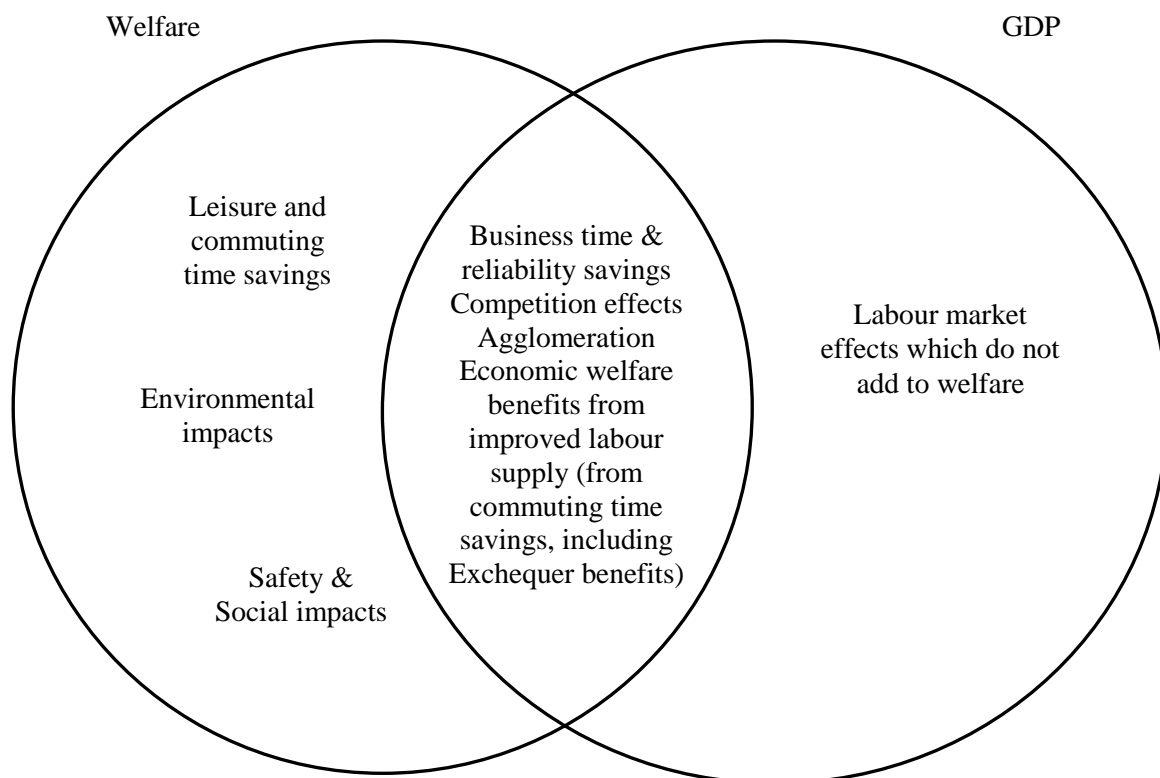 Welfare
GDP
Leisure and
commuting
time savings
Environmental
impacts
Safety &
Social impacts
Business time &
reliability savings
Competition effects
Agglomeration
Economic welfare
benefits from
improved labour
supply (from
commuting time
savings, including
Exchequer benefits)
Labour market
effects which do not
add to welfare